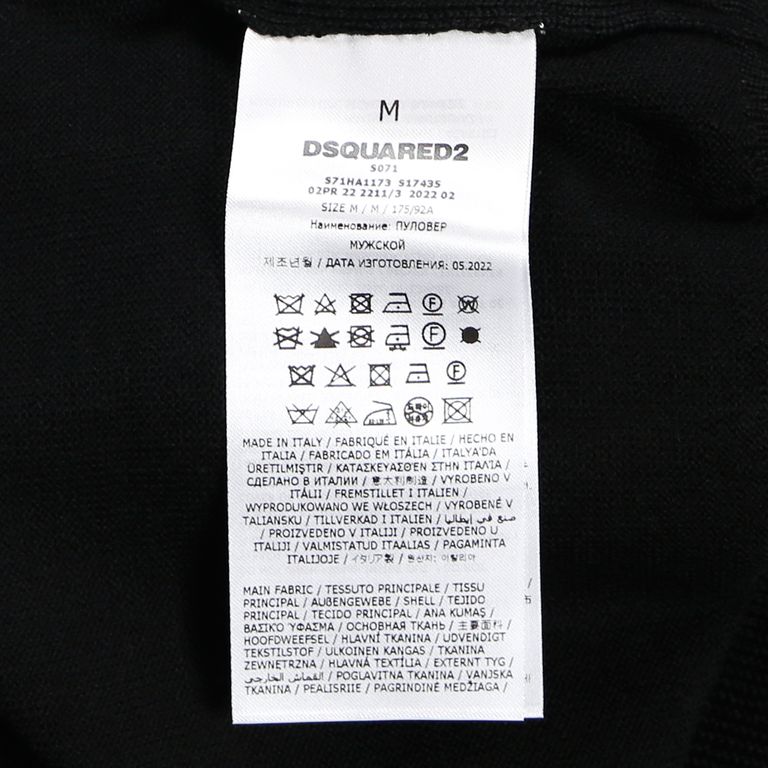 M
DSQUARED2
S071
S71HA1173 S17435
02PR 22 2211/3 2022 02
SIZE M / M / 175/92A
Наименование: ПУЛОВЕР
МУЖСКОЙ
제조년월 / ДАТА ИЗГОТОВЛЕНИЯ: 05.2022
F W
F
F
MADE IN ITALY / FABRIQUÉ EN ITALIE / HECHO EN
ITALIA / FABRICADO EM ITÁLIA / ITALYA'DA
ÜRETILMIŞTIR / ΚΑΤΑΣΚΕΥΑΣΘΕΝ ΣΤΗΝ ΙΤΑΛΙΑ /
СДЕЛАНО В ИТАЛИИ / 意大利制造 / VYROBENO V
ITÁLII / FREMSTILLET I ITALIEN /
WYPRODUKOWANO WE WŁOSZECH / VYROBENÉ V
TALIANSKU / TILLVERKAD I ITALIEN / صنع في إيطاليا
/ PROIZVEDENO V ITALIJI / PROIZVEDENO U
ITALIJI / VALMISTATUD ITAALIAS / PAGAMINTA
ITALIJOJE / イタリア製 / 원산지: 이탈리아
MAIN FABRIC / TESSUTO PRINCIPALE / TISSU
PRINCIPAL / AUßENGEWEBE / SHELL / TEJIDO
PRINCIPAL / TECIDO PRINCIPAL / ANA KUMAŞ /
ΒΑΣΙΚΌ ΎΦΑΣΜΑ / ОСНОВНАЯ ТКАНЬ / 主要面料 /
HOOFDWEEFSEL / HLAVNÍ TKANINA / UDVENDIGT
TEKSTILSTOF / ULKOINEN KANGAS / TKANINA
ZEWNĘTRZNA / HLAVNÁ TEXTÍLIA / EXTERNT TYG /
القماش الخارجي / POGLAVITNA TKANINA / VANJSKA
TKANINA / PEALISRIIE / PAGRINDINĖ MEDŽIAGA /